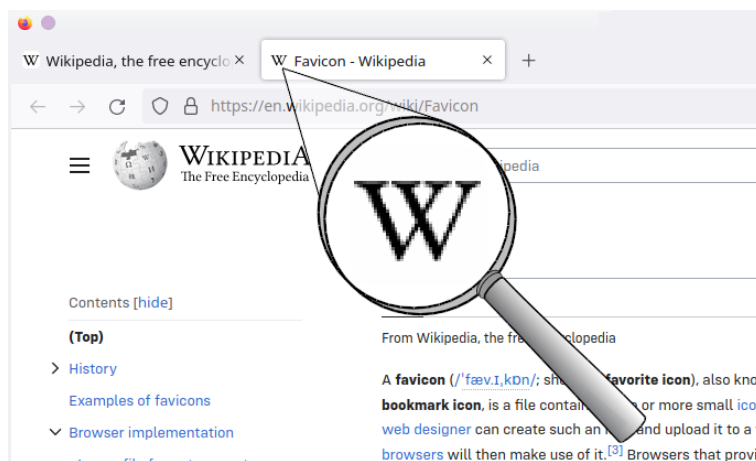 W Wikipedia, the free encyclo ×
W Favicon - Wikipedia × +
https://en.wikipedia.org/wiki/Favicon
WIKIPEDIA
The Free Encyclopedia
pedia
W
Contents [hide]
(Top)
History
Examples of favicons
Browser implementation
From Wikipedia, the free encyclopedia
A favicon (/ˈfæv.ɪˌkɒn/; favorite icon), also kno
bookmark icon, is a file contain or more small ico
web designer can create such an and upload it to a
browsers will then make use of it.[3] Browsers that provi